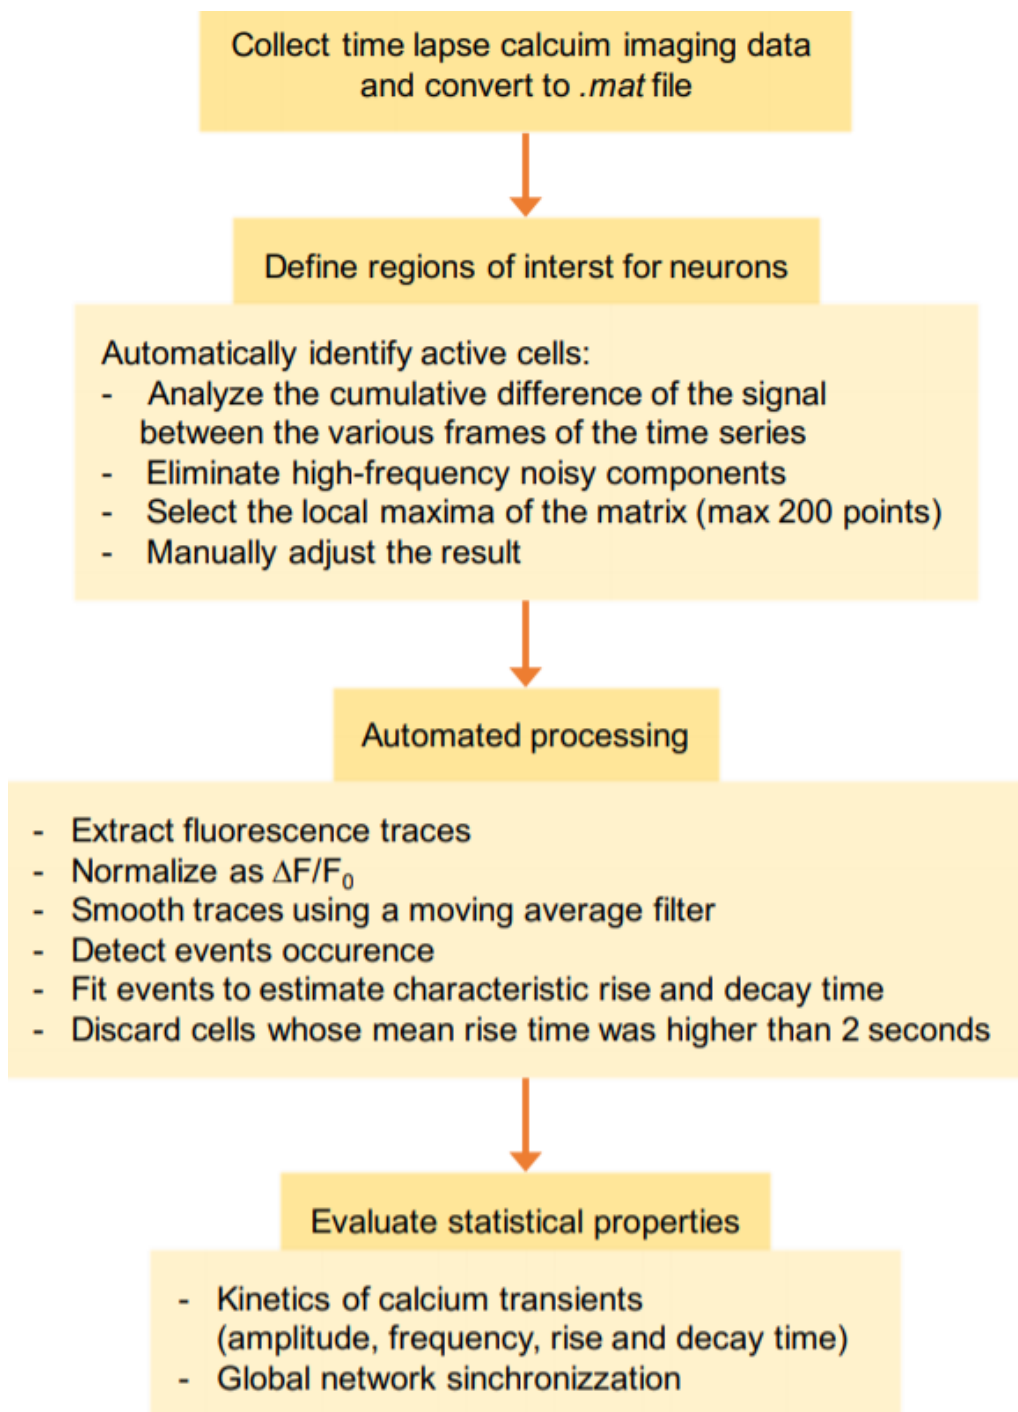 Collect time lapse calcuim imaging data
and convert to .mat file
Define regions of interst for neurons
Automatically identify active cells:
- Analyze the cumulative difference of the signal
between the various frames of the time series
- Eliminate high-frequency noisy components
- Select the local maxima of the matrix (max 200 points)
- Manually adjust the result
Automated processing
- Extract fluorescence traces
- Normalize as ΔF/F₀
- Smooth traces using a moving average filter
- Detect events occurence
- Fit events to estimate characteristic rise and decay time
- Discard cells whose mean rise time was higher than 2 seconds
Evaluate statistical properties
- Kinetics of calcium transients
(amplitude, frequency, rise and decay time)
- Global network sinchronizzation